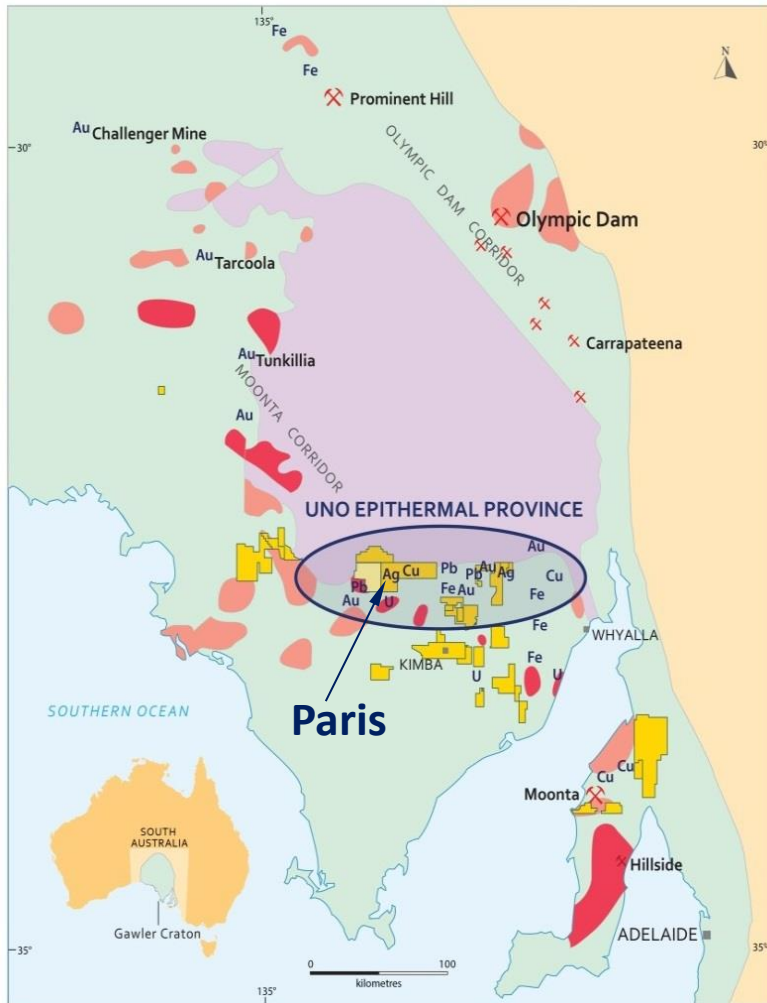 135°
Fe
Fe
N
Prominent Hill
Au Challenger Mine
30°
30°
OLYMPIC DAM CORRIDOR
Olympic Dam
Au Tarcoola
Carrapateena
Au Tunkillia
MOONTA CORRIDOR
Au
UNO EPITHERMAL PROVINCE
Au
Pb
Au
Ag
Cu
Pb
Ag
Cu
Pb
Fe
Au
Fe
Au
U
Fe
WHYALLA
KIMBA
Fe
U
U
Paris
SOUTHERN OCEAN
Cu
Cu
Moonta
SOUTH
AUSTRALIA
Hillside
Gawler Craton
ADELAIDE
35°
35°
0
100
kilometres
135°